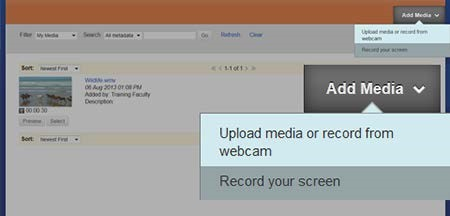 Add Media
Upload media or record from
webcam
Record your screen
Filter My Media Search All metadata Go Refresh Clear
Sort: Newest First « < 1-1 of 1 > »
Wildlife.wmv
06 Aug 2013 01:08 PM
Added by: Training Faculty
Description:
00:00:30
Preview Select
Sort: Newest First
Add Media
Upload media or record from
webcam
Record your screen